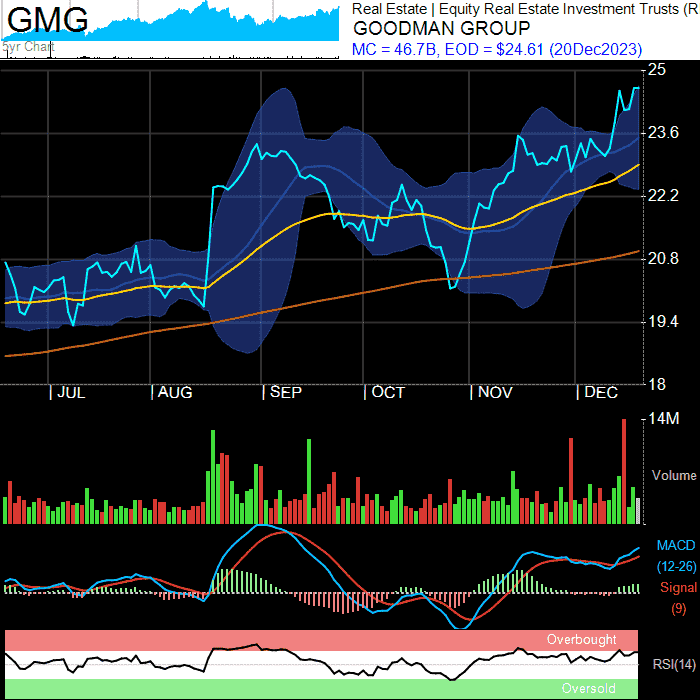 GMG
Real Estate | Equity Real Estate Investment Trusts (R
GOODMAN GROUP
MC = 46.7B, EOD = $24.61 (20Dec2023)
5yr Chart
25
23.6
22.2
20.8
19.4
18
| JUL | AUG | SEP | OCT | NOV | DEC
14M
Volume
MACD
(12-26)
Signal
(9)
Overbought
RSI(14)
Oversold